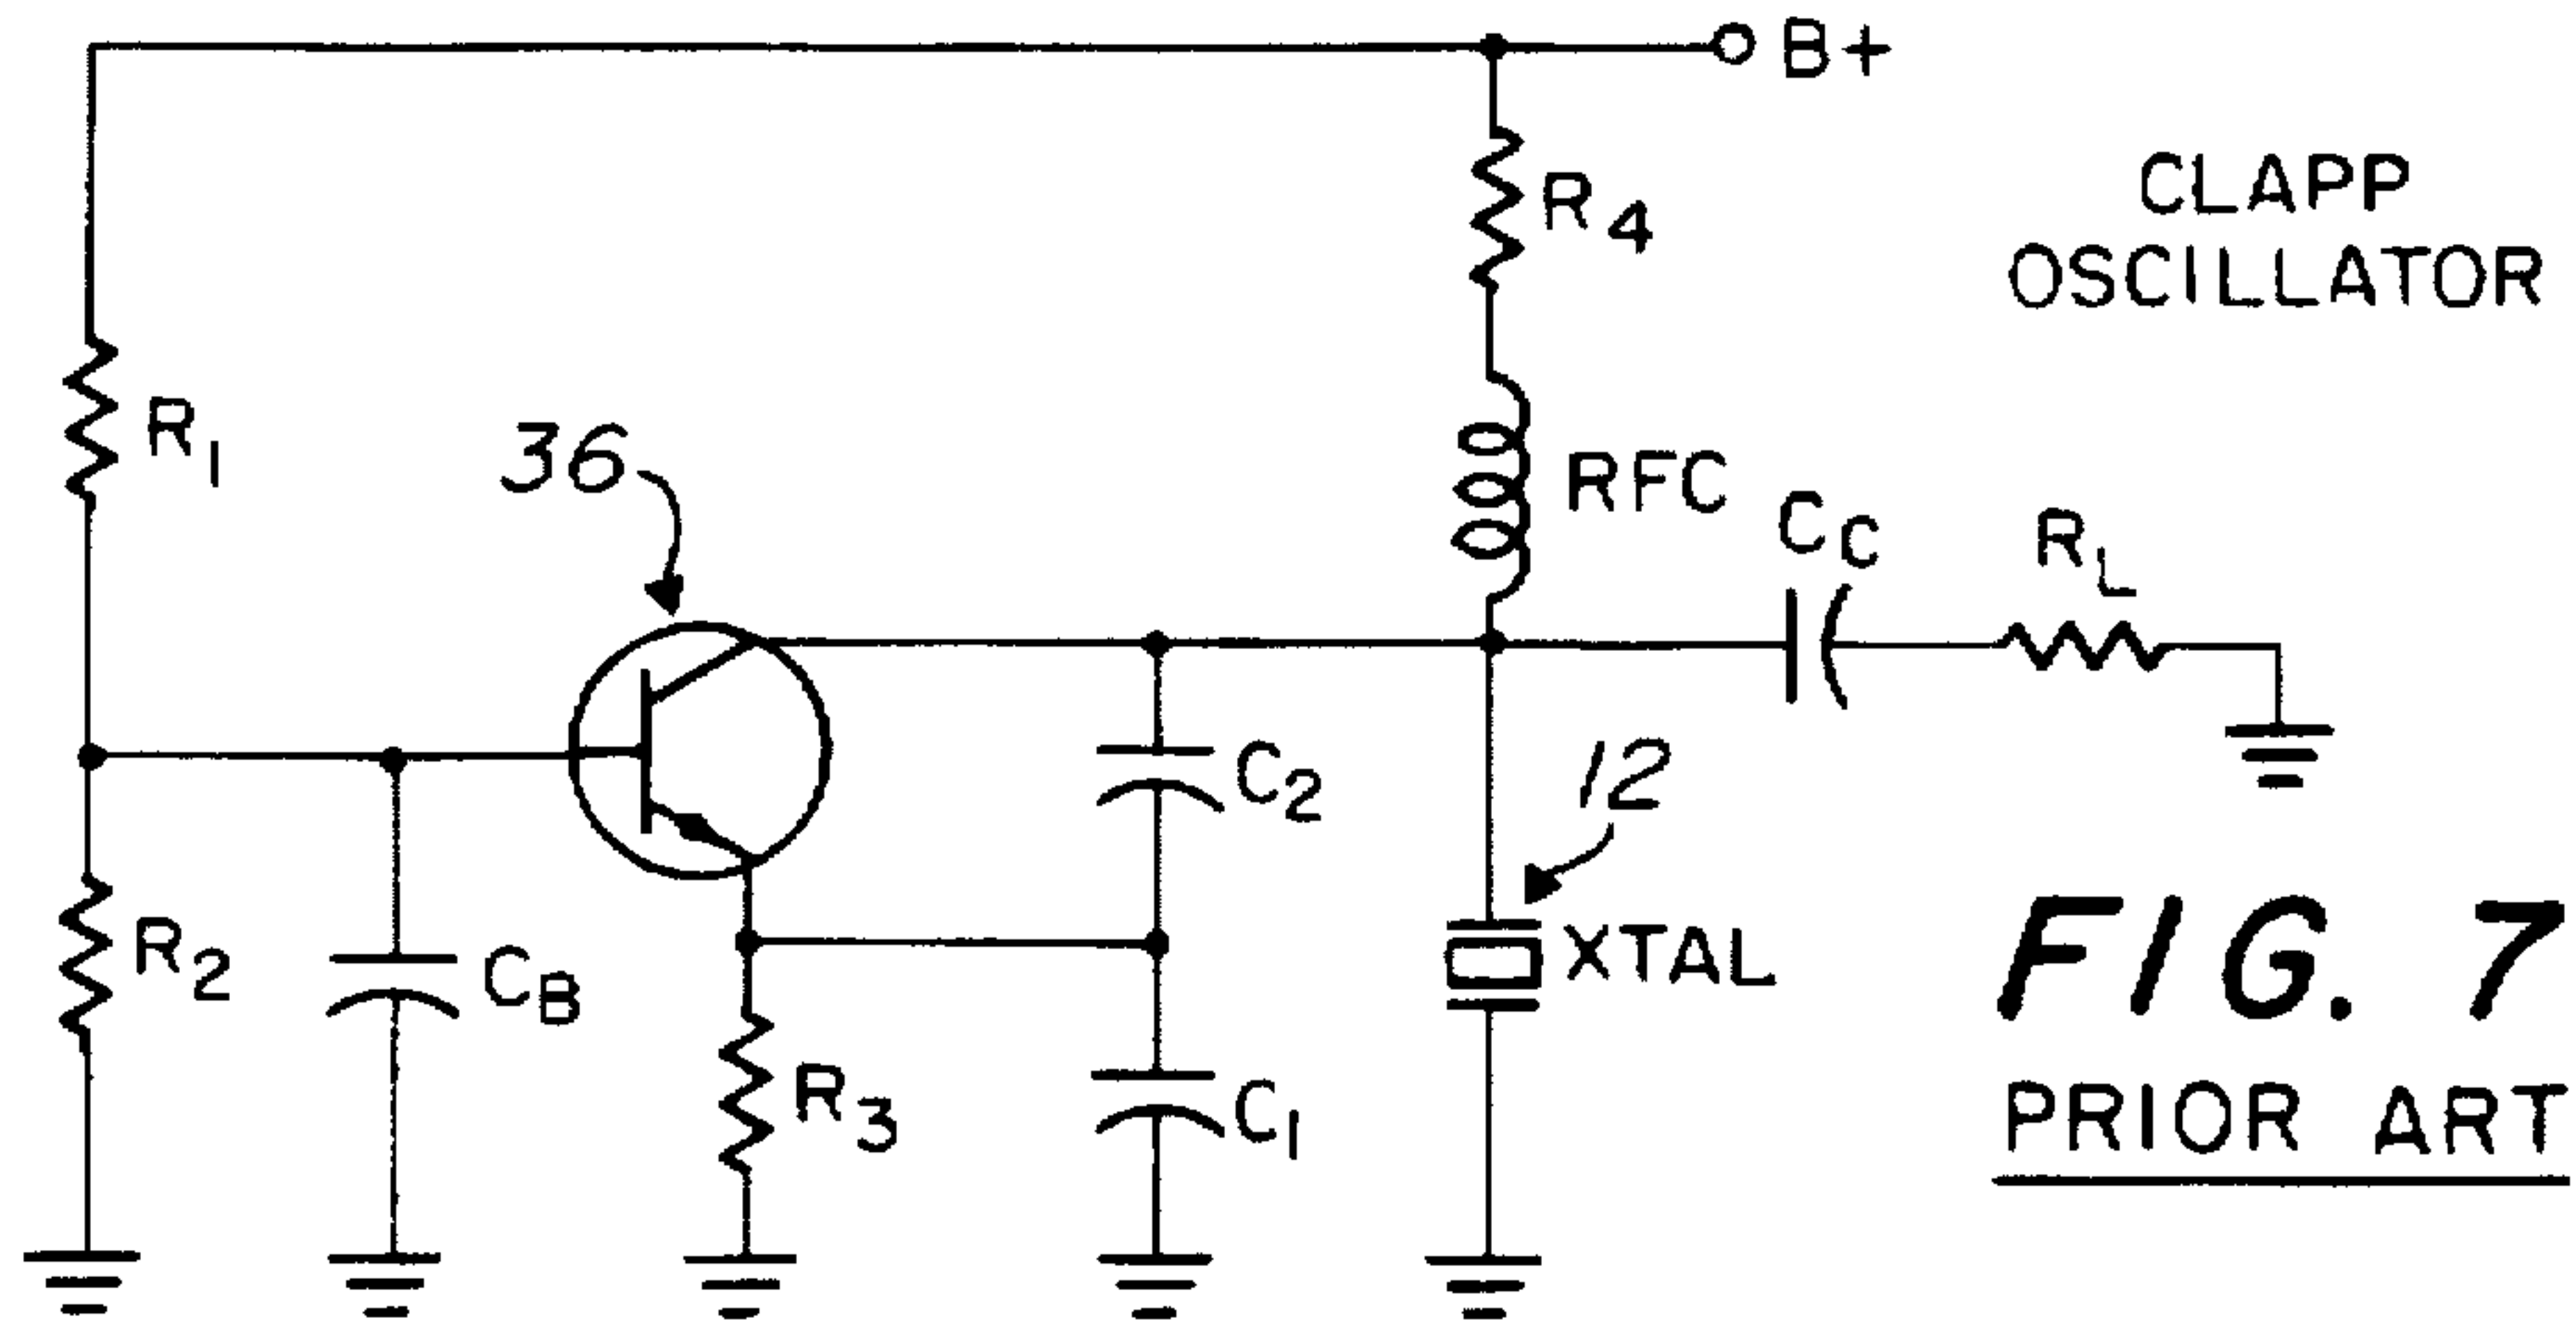 B+
R4
CLAPP
OSCILLATOR
R1
36
RFC
CC
RL
C2
12
R2
CB
XTAL
R3
C1
FIG. 7
PRIOR ART